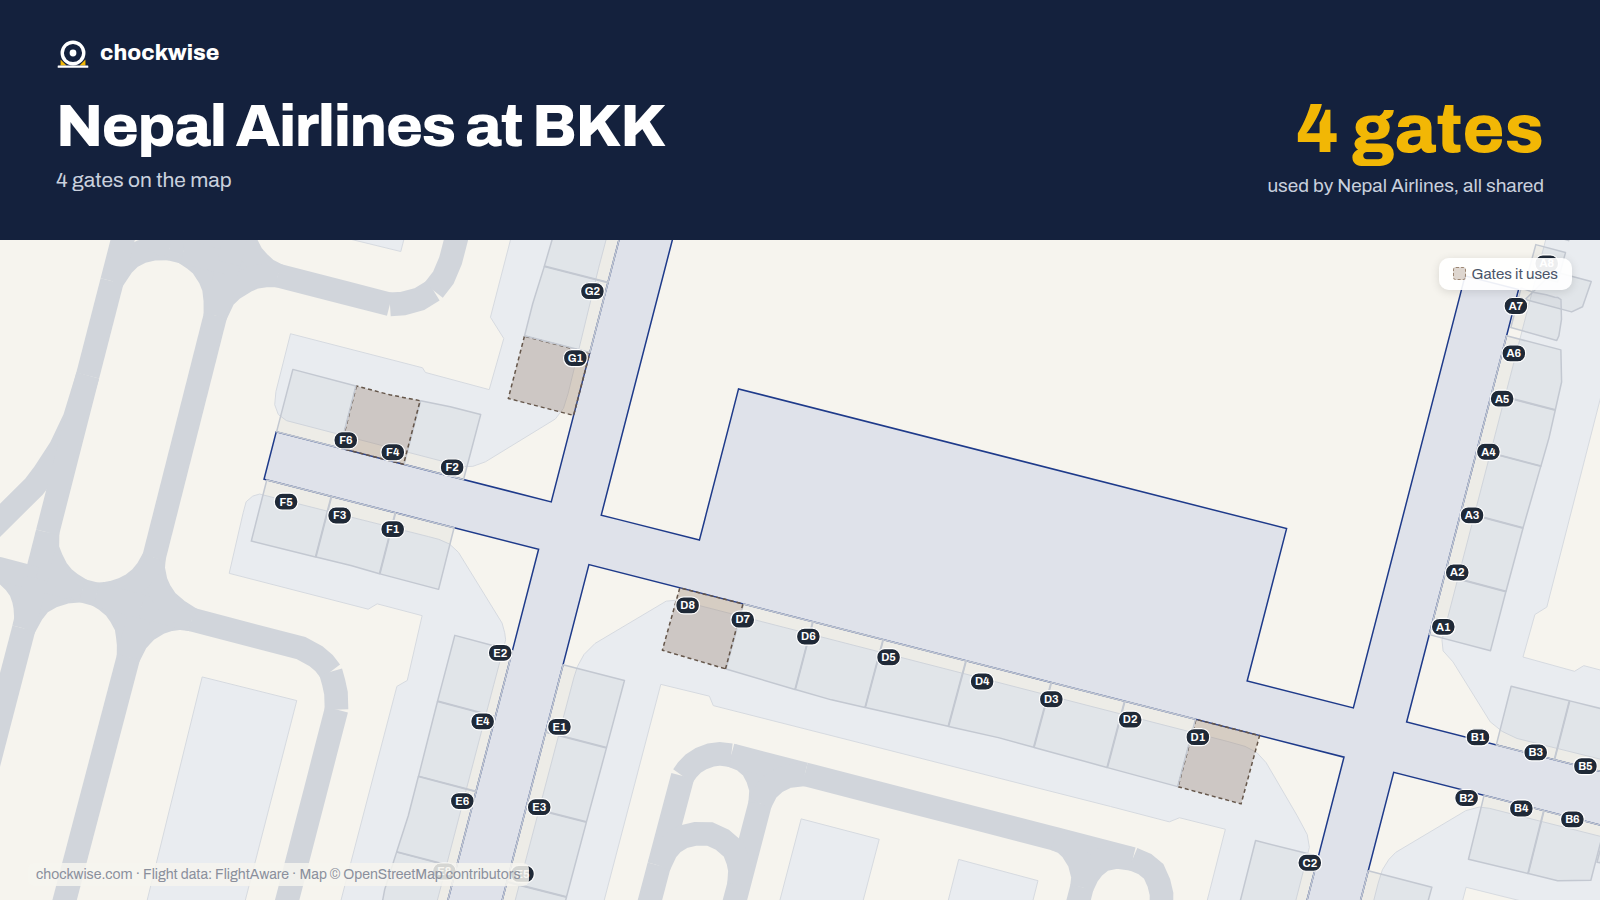 chockwise
Nepal Airlines at BKK
4 gates on the map
4 gates
used by Nepal Airlines, all shared
Gates it uses
G2
A7
A6
G1
A5
F6
F4
A4
F2
F5
F3
A3
F1
A2
D8
D7
A1
D6
E2
D5
D4
D3
D2
E4
E1
D1
B1
B3
B5
E6
E3
B2
B4
B6
C2
chockwise.com · Flight data: FlightAware · Map © OpenStreetMap contributors